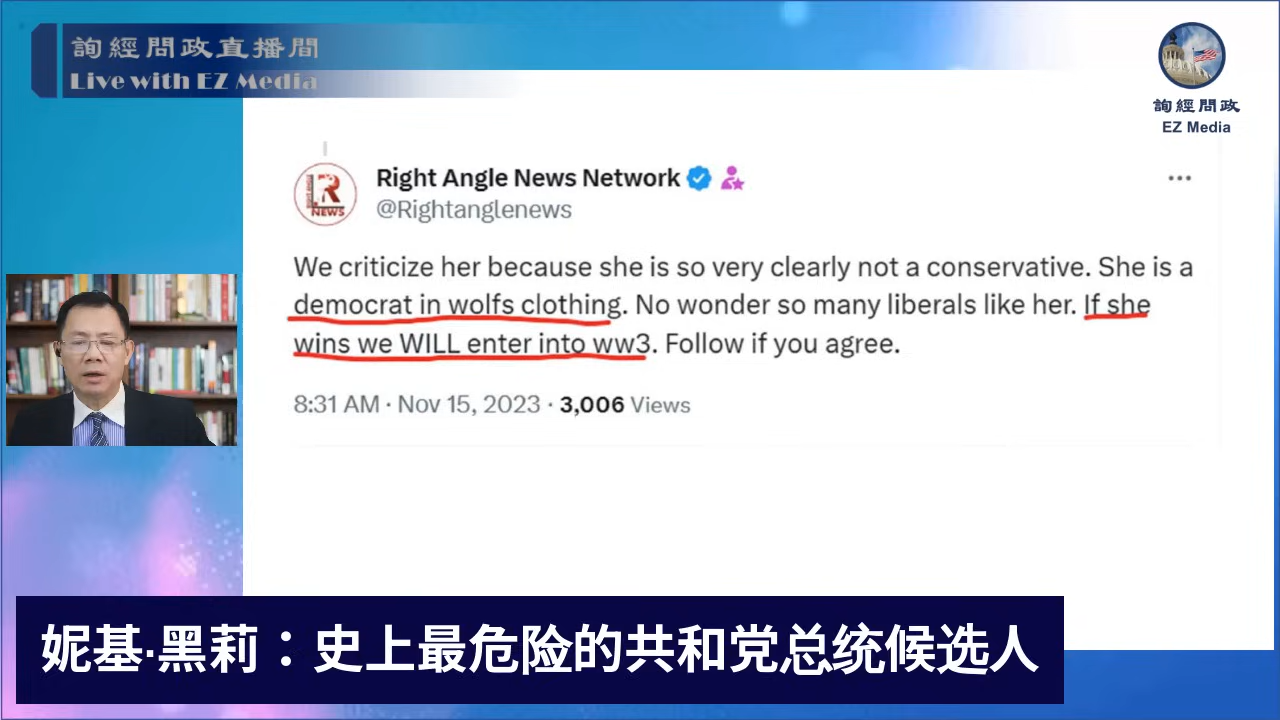 詢經問政直播間
Live with EZ Media
詢經問政
EZ Media
R
NEWS
Right Angle News Network
@Rightanglenews
We criticize her because she is so very clearly not a conservative. She is a
democrat in wolfs clothing. No wonder so many liberals like her. If she
wins we WILL enter into ww3. Follow if you agree.
8:31 AM · Nov 15, 2023 · 3,006 Views
妮基·黑莉：史上最危险的共和党总统候选人